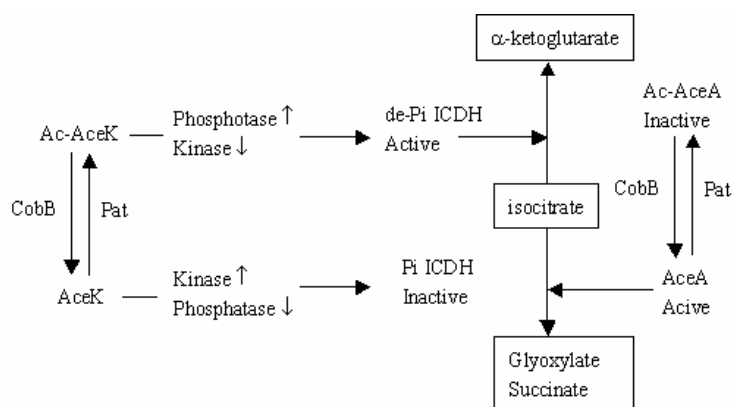 α-ketoglutarate
Ac-AceK
Phosphotase ↑
Kinase ↓
de-Pi ICDH
Active
Ac-AceA
Inactive
CobB
Pat
isocitrate
CobB
Pat
AceK
Kinase ↑
Phosphatase ↓
Pi ICDH
Inactive
AceA
Acive
Glyoxylate
Succinate